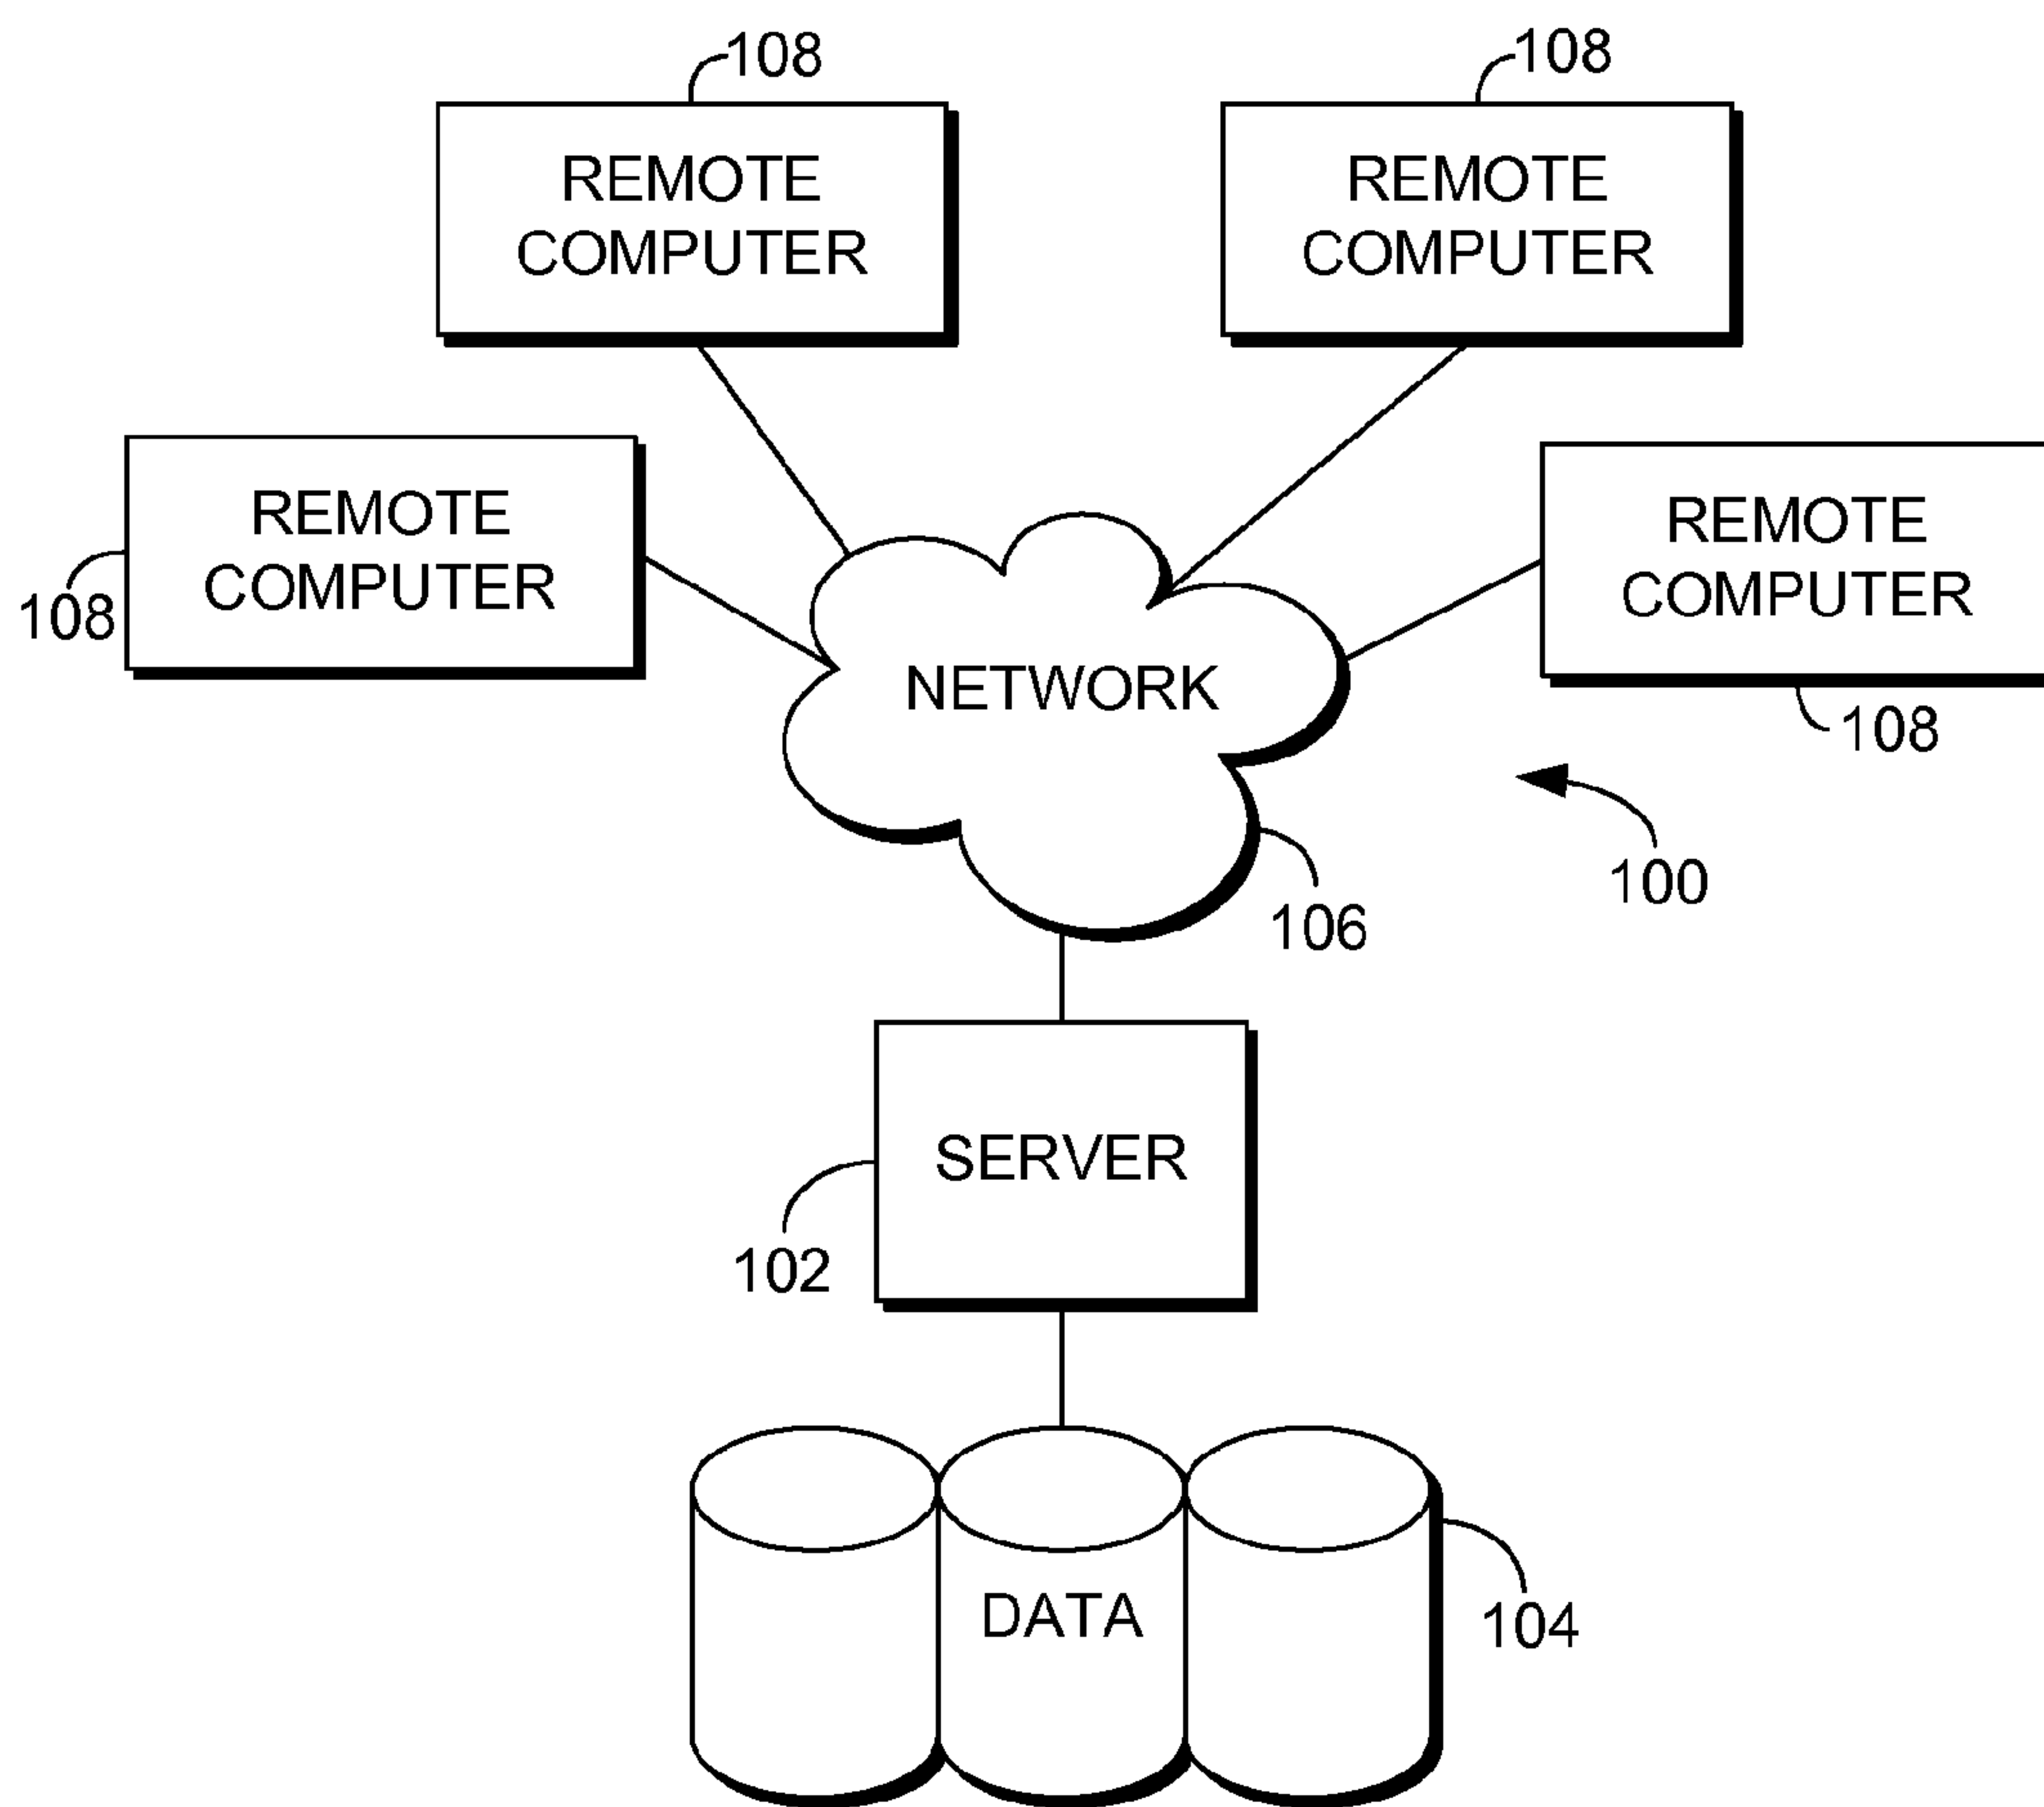 108
108
REMOTE
COMPUTER
REMOTE
COMPUTER
REMOTE
COMPUTER
108
REMOTE
COMPUTER
108
NETWORK
100
106
SERVER
102
DATA
104